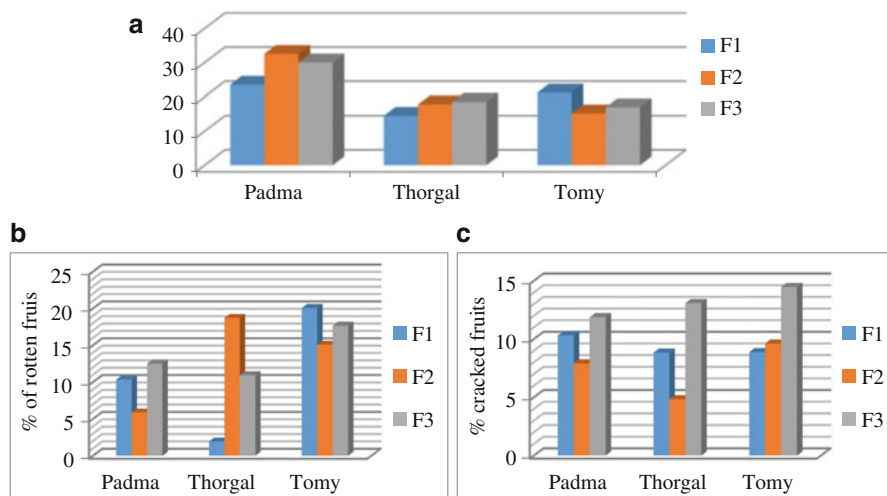 a
40
30
20
10
0
Padma Thorgal Tomy
F1
F2
F3
b
% of rotten fruis
25
20
15
10
5
0
Padma Thorgal Tomy
F1
F2
F3
c
% cracked fruits
15
10
5
0
Padma Thorgal Tomy
F1
F2
F3